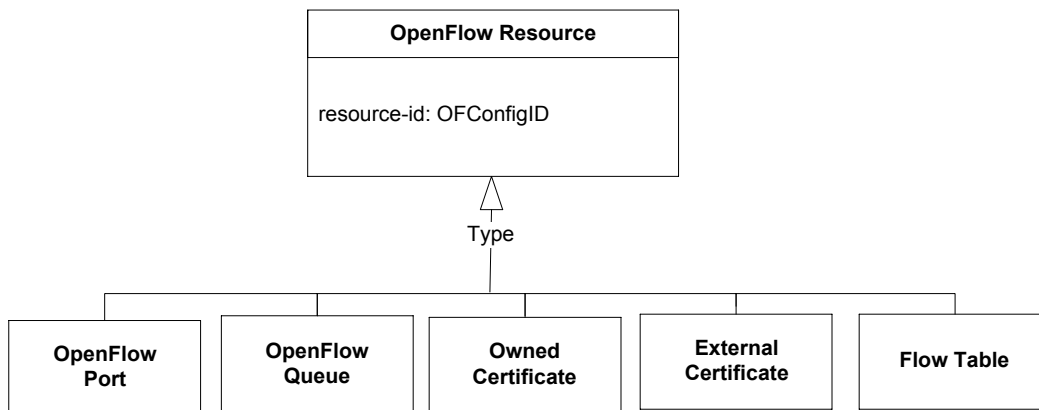 OpenFlow Resource
resource-id: OFConfigID
Type
OpenFlow
Port
OpenFlow
Queue
Owned
Certificate
External
Certificate
Flow Table